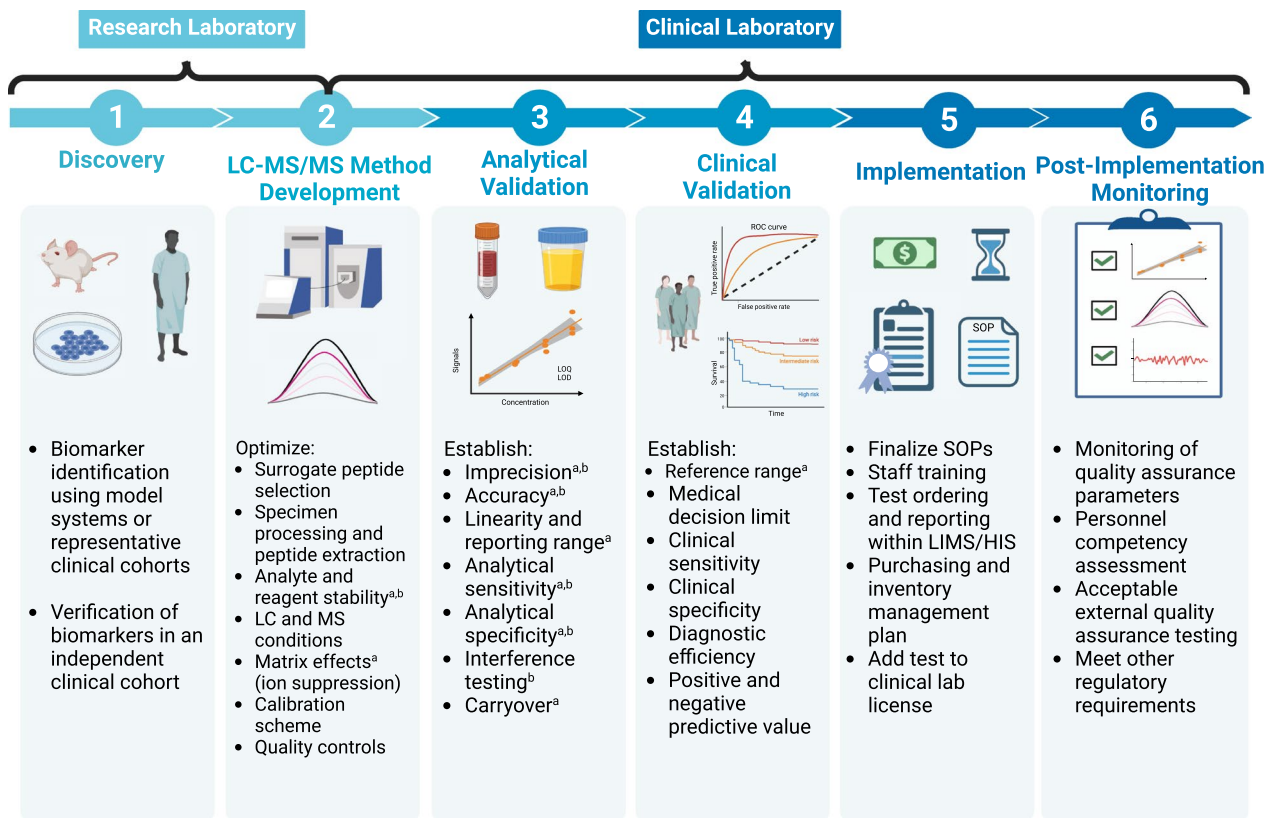 Research Laboratory
Clinical Laboratory
1
2
3
4
5
6
Discovery
LC-MS/MS Method
Development
Analytical
Validation
Clinical
Validation
Implementation
Post-Implementation
Monitoring
Signals
LOQ
LOD
Concentration
ROC curve
True positive rate
False positive rate
Survival
100
80
60
40
20
0
Low risk
Intermediate risk
High risk
Time
$
SOP
• Biomarker
identification
using model
systems or
representative
clinical cohorts
• Verification of
biomarkers in an
independent
clinical cohort
Optimize:
• Surrogate peptide
selection
• Specimen
processing and
peptide extraction
• Analyte and
reagent stabilityᵃ,ᵇ
• LC and MS
conditions
• Matrix effectsᵃ
(ion suppression)
• Calibration
scheme
• Quality controls
Establish:
• Imprecisionᵃ,ᵇ
• Accuracyᵃ,ᵇ
• Linearity and
reporting rangeᵃ
• Analytical
sensitivityᵃ,ᵇ
• Analytical
specificityᵃ,ᵇ
• Interference
testingᵇ
• Carryoverᵃ
Establish:
• Reference rangeᵃ
• Medical
decision limit
• Clinical
sensitivity
• Clinical
specificity
• Diagnostic
efficiency
• Positive and
negative
predictive value
• Finalize SOPs
• Staff training
• Test ordering
and reporting
within LIMS/HIS
• Purchasing and
inventory
management
plan
• Add test to
clinical lab
license
• Monitoring of
quality assurance
parameters
• Personnel
competency
assessment
• Acceptable
external quality
assurance testing
• Meet other
regulatory
requirements